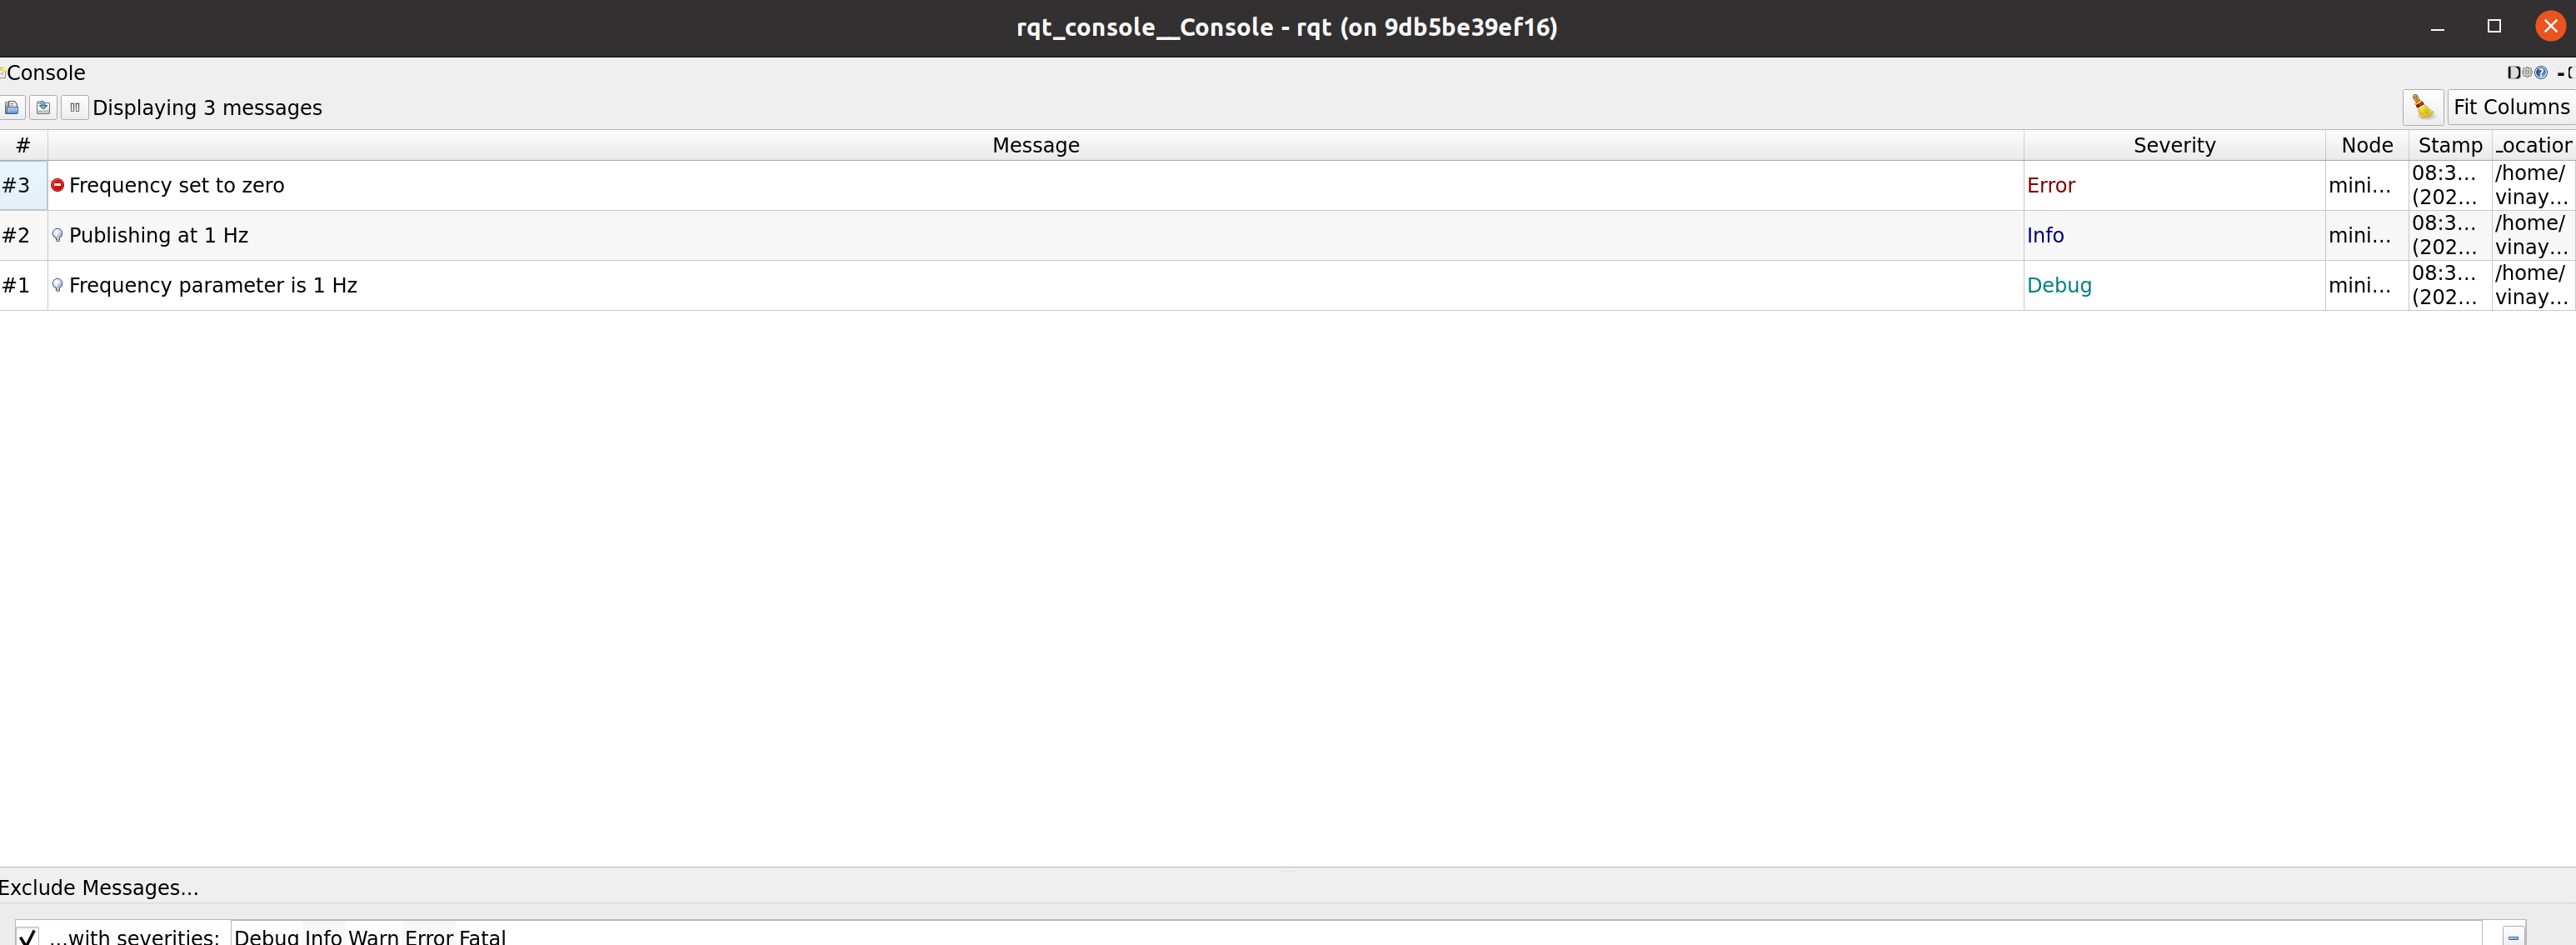 rqt_console__Console - rqt (on 9db5be39ef16)
Console
Displaying 3 messages
Fit Columns
# Message Severity Node Stamp Location
#3 Frequency set to zero Error mini... 08:3... /home/
(202... vinay...
#2 Publishing at 1 Hz Info mini... 08:3... /home/
(202... vinay...
#1 Frequency parameter is 1 Hz Debug mini... 08:3... /home/
(202... vinay...
Exclude Messages...
...with severities: Debug Info Warn Error Fatal